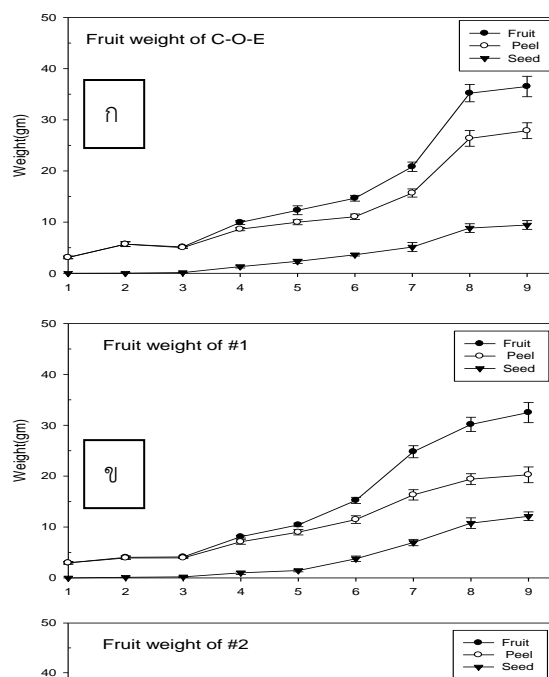 50
Fruit weight of C-O-E
Fruit
Peel
Seed
40
ก
30
Weight(gm)
20
10
0
1 2 3 4 5 6 7 8 9
50
Fruit weight of #1
Fruit
Peel
Seed
40
ข
30
Weight(gm)
20
10
0
1 2 3 4 5 6 7 8 9
50
Fruit weight of #2
Fruit
Peel
Seed
40